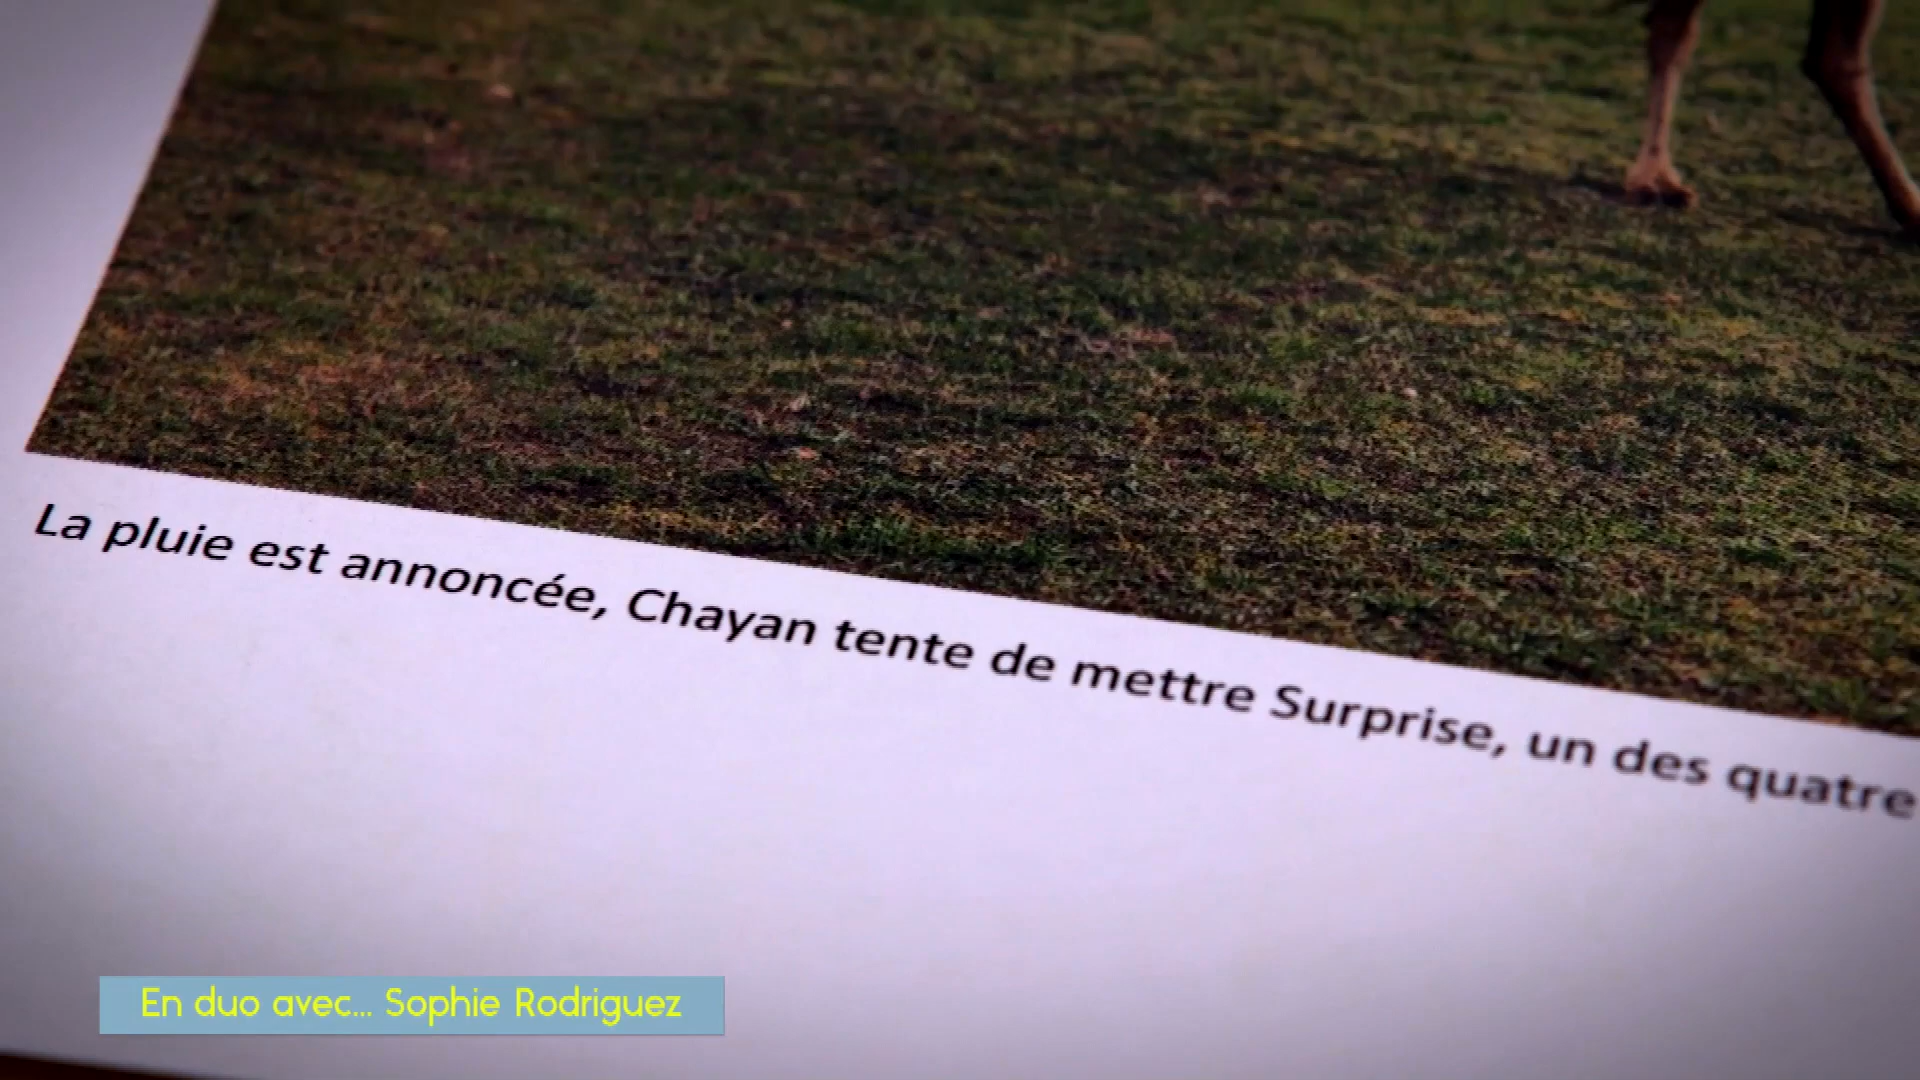 La pluie est annoncée, Chayan tente de mettre Surprise, un des quatre
En duo avec... Sophie Rodriguez